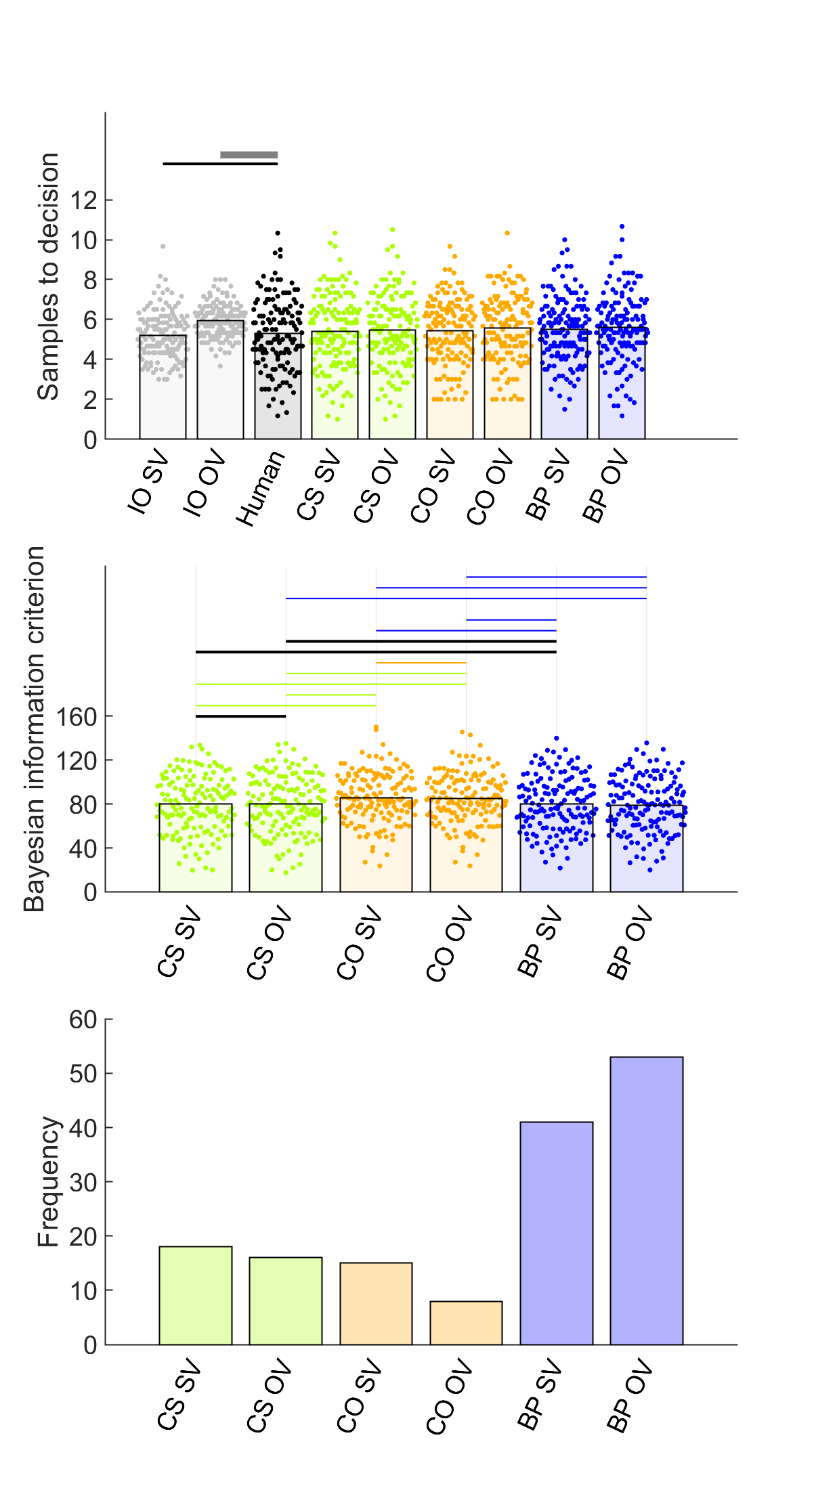 Samples to decision
12
10
8
6
4
2
0
IO SV
IO OV
Human
CS SV
CS OV
CO SV
CO OV
BP SV
BP OV
Bayesian information criterion
160
120
80
40
0
CS SV
CS OV
CO SV
CO OV
BP SV
BP OV
Frequency
60
50
40
30
20
10
0
CS SV
CS OV
CO SV
CO OV
BP SV
BP OV